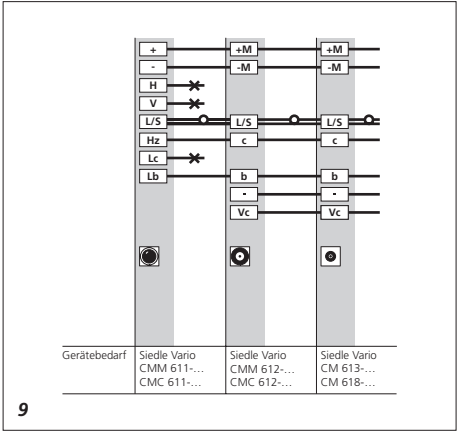 + +M +M
- -M -M
H
V
L/S L/S L/S
Hz c c
Lc
Lb b b
- -
Vc Vc
Gerätebedarf Siedle Vario Siedle Vario Siedle Vario
CMM 611-… CMM 612-… CM 613-…
CMC 611-… CMC 612-… CM 618-…
9